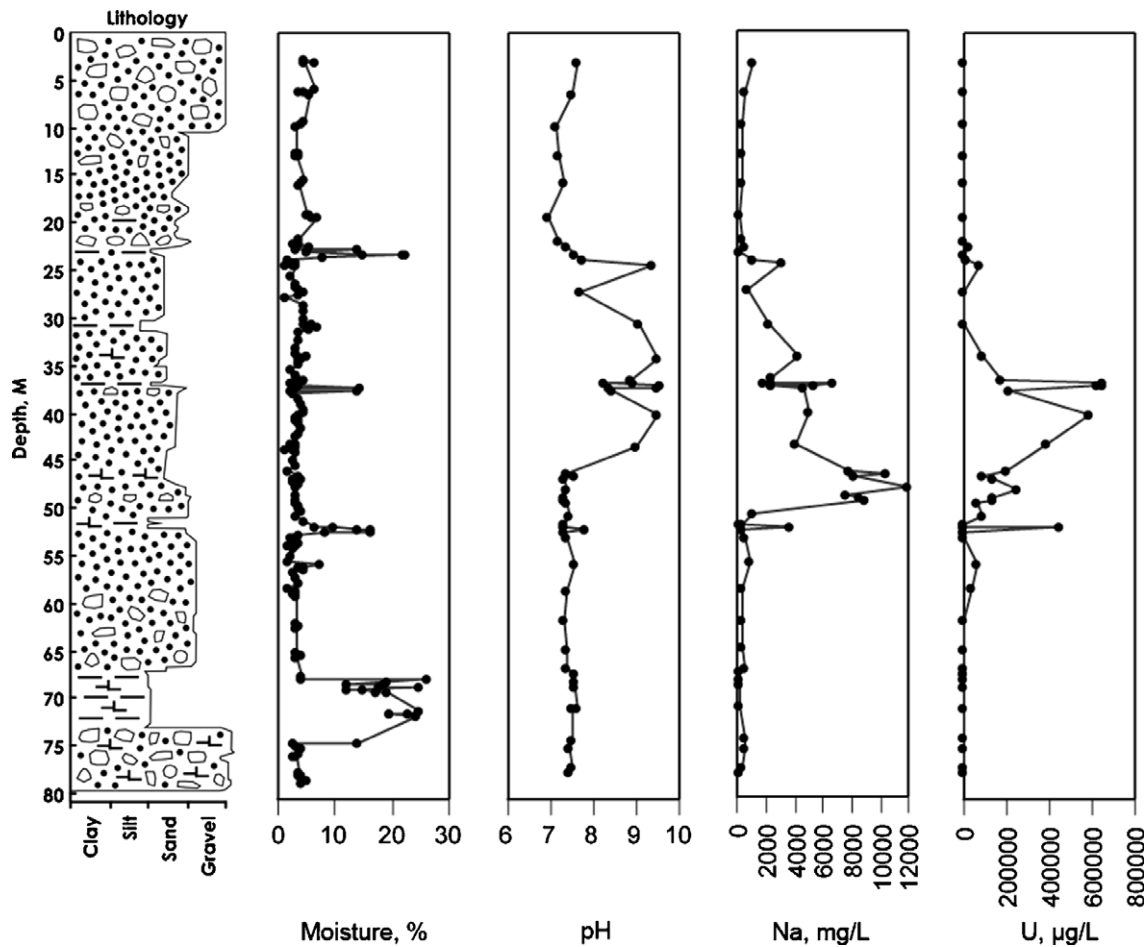 Lithology
0
5
10
15
20
25
30
35
40
45
50
55
60
65
70
75
80
Depth, M
Clay
Silt
Sand
Gravel
0 10 20 30
Moisture, %
6 7 8 9 10
pH
0
2000
4000
6000
8000
10000
12000
Na, mg/L
0
200000
400000
600000
800000
U, µg/L